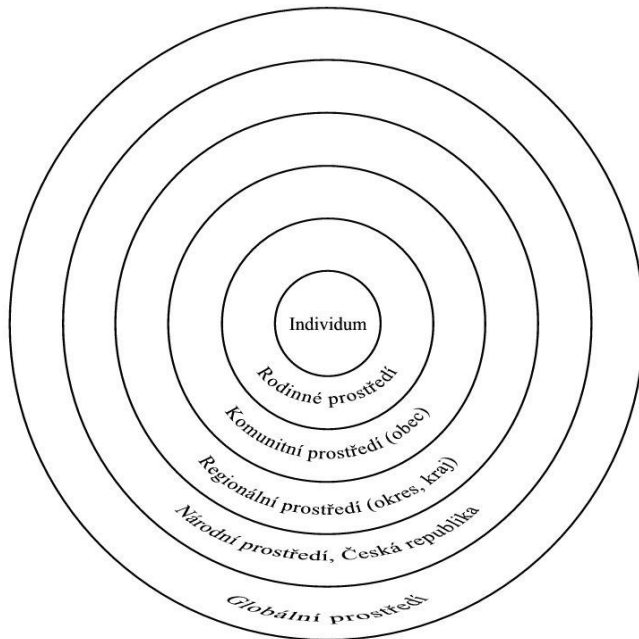 Individum
Rodinné prostředí
Komunitní prostředí (obec)
Regionální prostředí (okres, kraj)
Národní prostředí, Česká republika
Globální prostředí